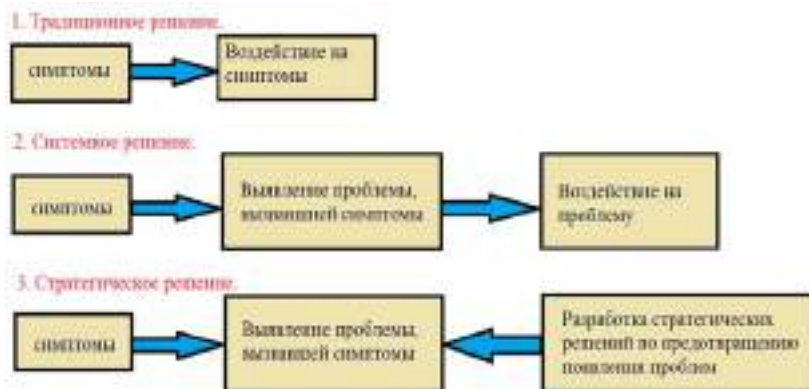 1. Традиционное решение.
симптомы
Воздействие на
симптомы
2. Системное решение.
симптомы
Выявление проблемы,
вызвавшей симптомы
Воздействие на
проблему
3. Стратегическое решение.
симптомы
Выявление проблемы,
вызвавшей симптомы
Разработка стратегических
решений по предотвращению
появления проблем